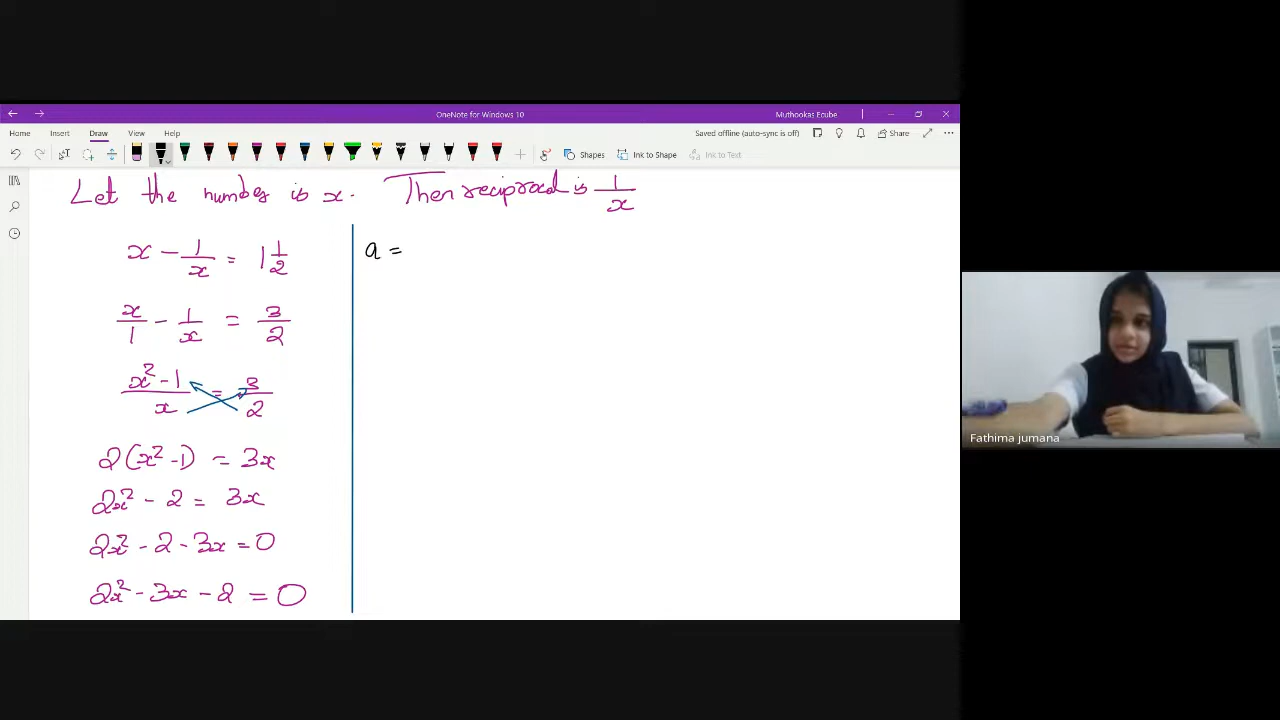 OneNote for Windows 10
Muthookas Ecube
Home Insert Draw View Help
Saved offline (auto-sync is off)
Share
Shapes
Ink to Shape
Ink to Text
Let the number is x. Then reciprocal is 1/x
x - 1/x = 1 1/2
x/1 - 1/x = 3/2
x² - 1/x = 3/2
2(x² - 1) = 3x
2x² - 2 = 3x
2x² - 2 - 3x = 0
2x² - 3x - 2 = 0
a =
Fathima jumana